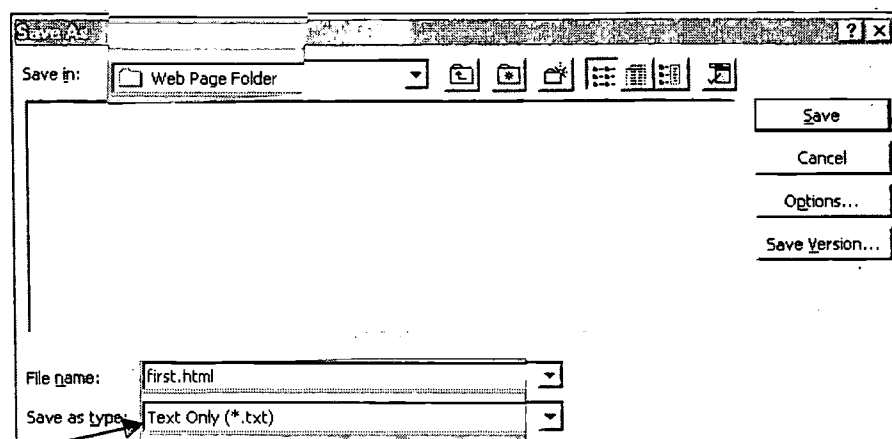 Save As
Save in: Web Page Folder
Save
Cancel
Options...
Save Version...
File name: first.html
Save as type: Text Only (*.txt)